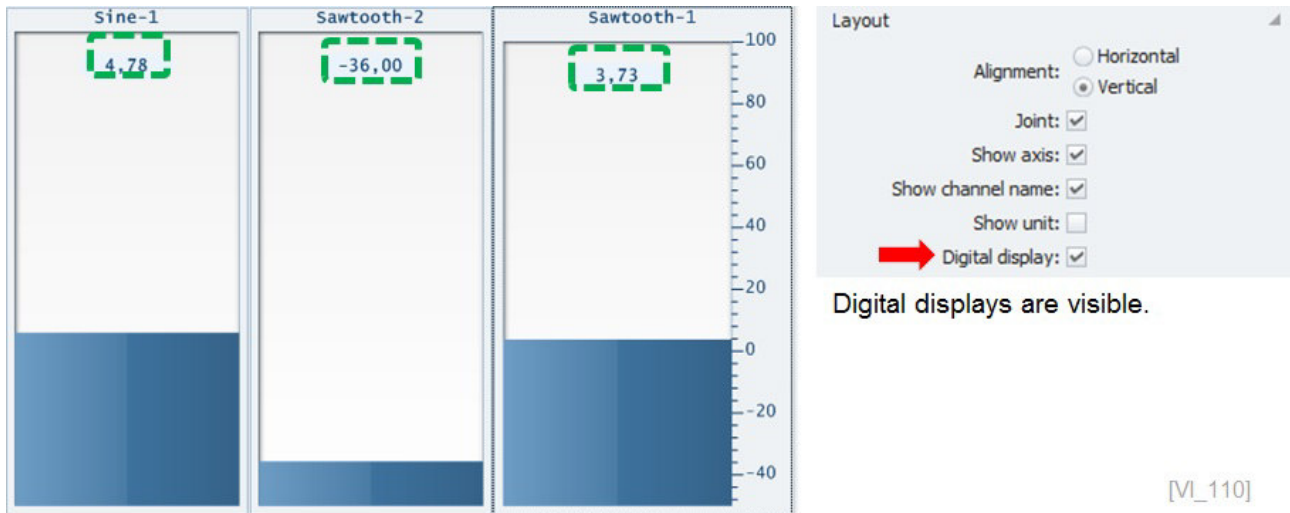 Sine-1
4,78
Sawtooth-2
-36,00
Sawtooth-1
3,73
100
80
60
40
20
0
-20
-40
Layout
Alignment: Horizontal
Vertical
Joint:
Show axis:
Show channel name:
Show unit:
Digital display:
Digital displays are visible.
[VI_110]